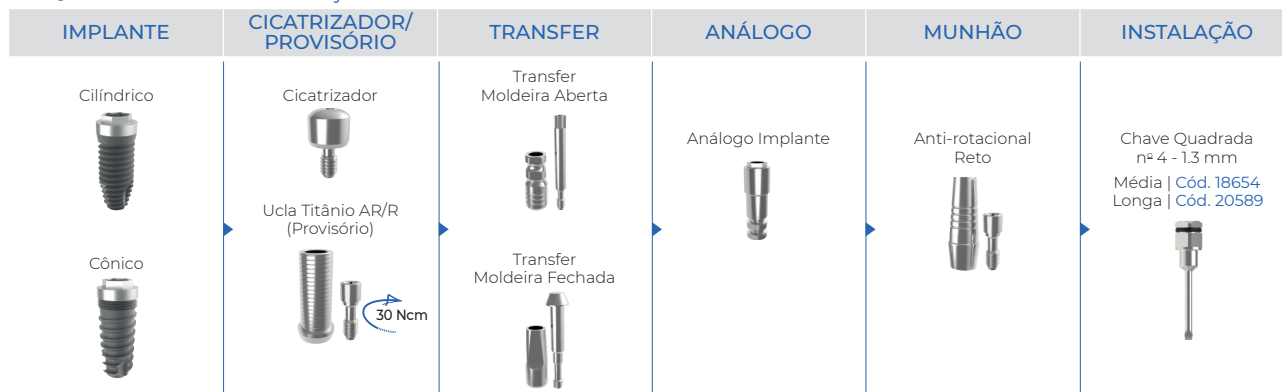 IMPLANTE
CICATRIZADOR/
PROVISÓRIO
TRANSFER
ANÁLOGO
MUNHÃO
INSTALAÇÃO
Cilíndrico
Cônico
Cicatrizador
Ucla Titânio AR/R
(Provisório)
30 Ncm
Transfer
Moldeira Aberta
Transfer
Moldeira Fechada
Análogo Implante
Anti-rotacional
Reto
Chave Quadrada
nº 4 - 1.3 mm
Média | Cód. 18654
Longa | Cód. 20589